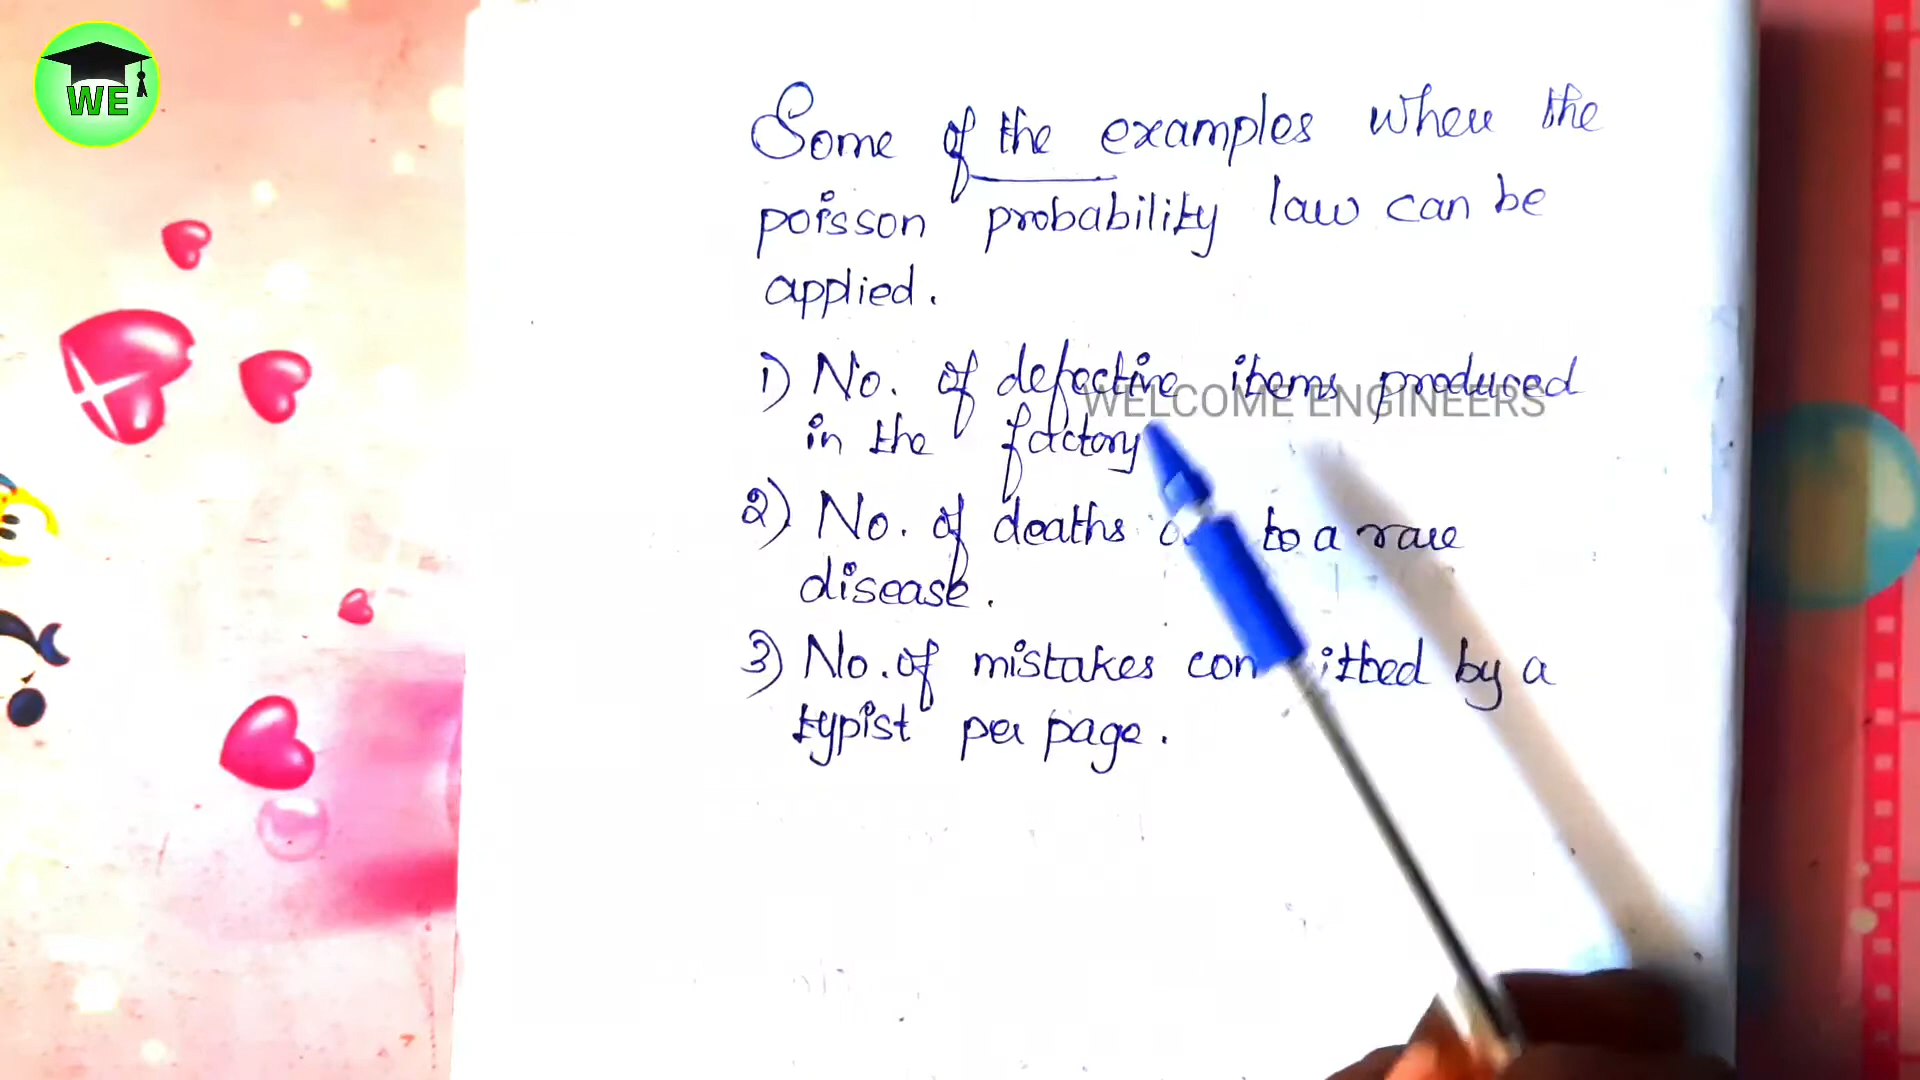 WE
Some of the examples where the
poisson probability law can be
applied.
1) No. of defective items produced
WELCOME ENGINEERS
in the factory
2) No. of deaths to a rare
disease.
3) No. of mistakes by a
typist per page.